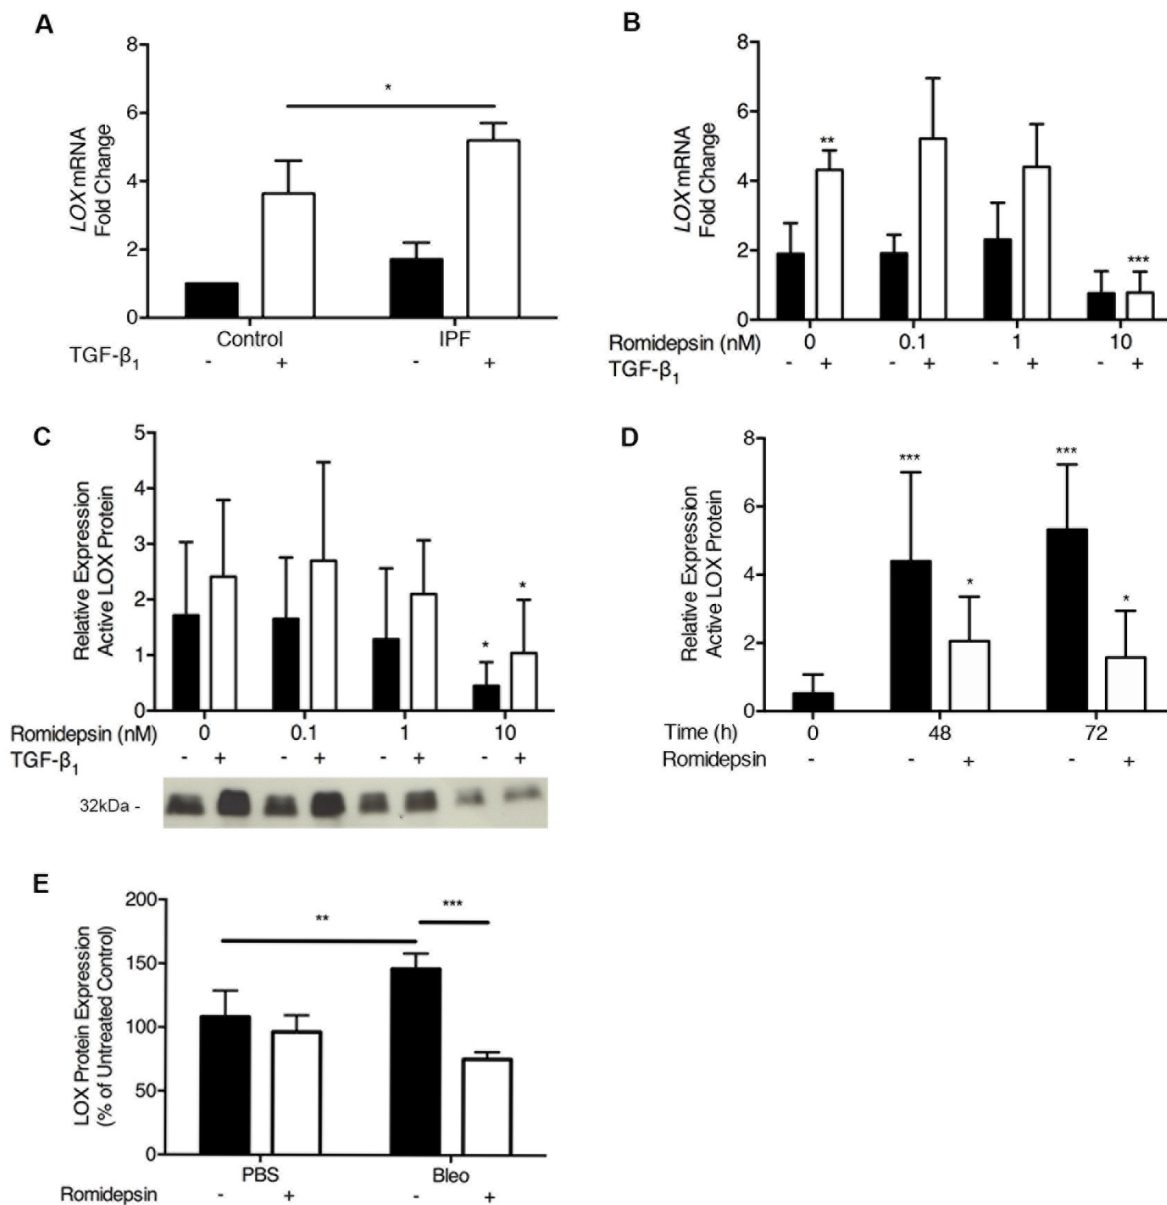 A
8
6
4
2
0
LOX mRNA
Fold Change
*
Control IPF
TGF-β1 - + - +
B
8
6
4
2
0
LOX mRNA
Fold Change
** ***
Romidepsin (nM) 0 0.1 1 10
TGF-β1 - + - + - + - +
C
5
4
3
2
1
0
Relative Expression
Active LOX Protein
* *
Romidepsin (nM) 0 0.1 1 10
TGF-β1 - + - + - + - +
32kDa -
D
8
6
4
2
0
Relative Expression
Active LOX Protein
*** * *** *
Time (h) 0 48 72
Romidepsin - - + - +
E
200
150
100
50
0
LOX Protein Expression
(% of Untreated Control)
** ***
PBS Bleo
Romidepsin - + - +